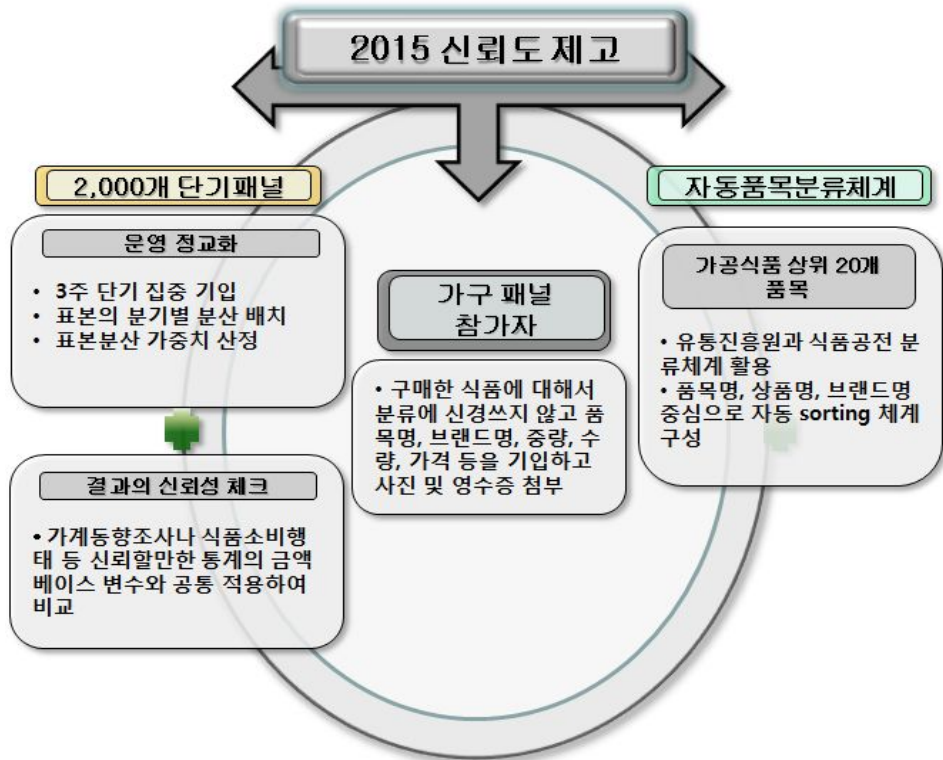 2015 신뢰도 제고
2,000개 단기패널
운영 정교화
• 3주 단기 집중 기입
• 표본의 분기별 분산 배치
• 표본분산 가중치 산정
결과의 신뢰성 체크
• 가계동향조사나 식품소비행
태 등 신뢰할만한 통계의 금액
베이스 변수와 공통 적용하여
비교
가구 패널
참가자
• 구매한 식품에 대해서
분류에 신경쓰지 않고 품
목명, 브랜드명, 중량, 수
량, 가격 등을 기입하고
사진 및 영수증 첨부
자동품목분류체계
가공식품 상위 20개
품목
• 유통진흥원과 식품공전 분
류체계 활용
• 품목명, 상품명, 브랜드명
중심으로 자동 sorting 체계
구성